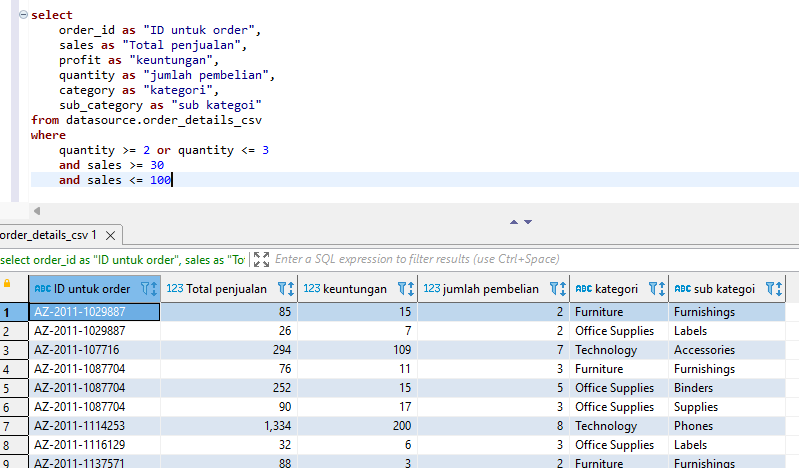 select
order_id as "ID untuk order",
sales as "Total penjualan",
profit as "keuntungan",
quantity as "jumlah pembelian",
category as "kategori",
sub_category as "sub kategoi"
from datasource.order_details_csv
where
quantity >= 2 or quantity <= 3
and sales >= 30
and sales <= 100
order_details_csv 1
select order_id as "ID untuk order", sales as "To Enter a SQL expression to filter results (use Ctrl+Space)
ABC ID untuk order 123 Total penjualan 123 keuntungan 123 jumlah pembelian ABC kategori ABC sub kategoi
1 AZ-2011-1029887 85 15 2 Furniture Furnishings
2 AZ-2011-1029887 26 7 2 Office Supplies Labels
3 AZ-2011-107716 294 109 7 Technology Accessories
4 AZ-2011-1087704 76 11 3 Furniture Furnishings
5 AZ-2011-1087704 252 15 5 Office Supplies Binders
6 AZ-2011-1087704 90 17 3 Office Supplies Supplies
7 AZ-2011-1114253 1,334 200 8 Technology Phones
8 AZ-2011-1116129 32 6 3 Office Supplies Labels
9 AZ-2011-1137571 88 3 2 Furniture Furnishings